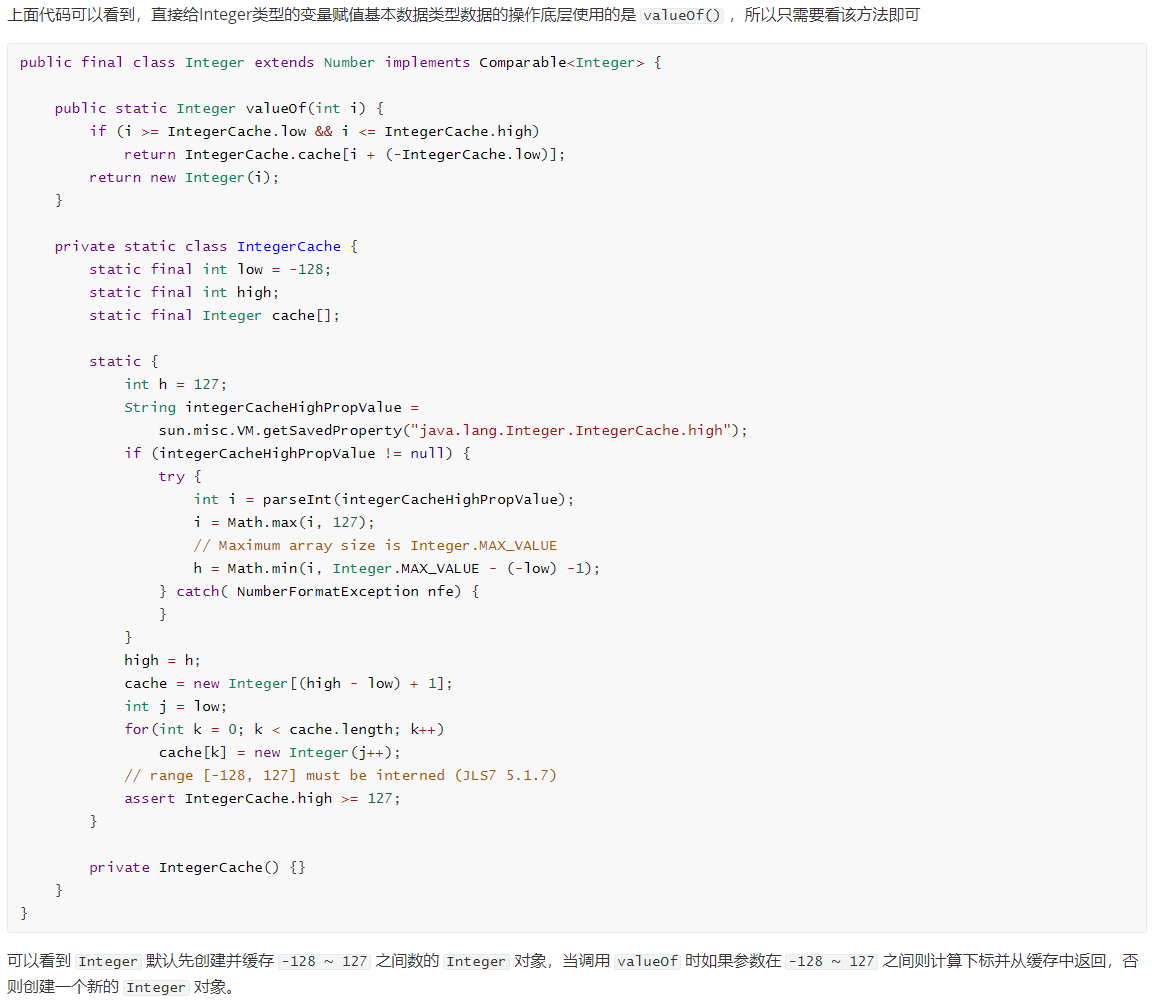 上面代码可以看到，直接给Integer类型的变量赋值基本数据类型数据的操作底层使用的是 valueOf() ，所以只需要看该方法即可
public final class Integer extends Number implements Comparable<Integer> {
    public static Integer valueOf(int i) {
        if (i >= IntegerCache.low && i <= IntegerCache.high)
            return IntegerCache.cache[i + (-IntegerCache.low)];
        return new Integer(i);
    }
    private static class IntegerCache {
        static final int low = -128;
        static final int high;
        static final Integer cache[];
        static {
            int h = 127;
            String integerCacheHighPropValue =
                sun.misc.VM.getSavedProperty("java.lang.Integer.IntegerCache.high");
            if (integerCacheHighPropValue != null) {
                try {
                    int i = parseInt(integerCacheHighPropValue);
                    i = Math.max(i, 127);
                    // Maximum array size is Integer.MAX_VALUE
                    h = Math.min(i, Integer.MAX_VALUE - (-low) -1);
                } catch( NumberFormatException nfe) {
                }
            }
            high = h;
            cache = new Integer[(high - low) + 1];
            int j = low;
            for(int k = 0; k < cache.length; k++)
                cache[k] = new Integer(j++);
            // range [-128, 127] must be interned (JLS7 5.1.7)
            assert IntegerCache.high >= 127;
        }
        private IntegerCache() {}
    }
}
可以看到 Integer 默认先创建并缓存 -128 ~ 127 之间数的 Integer 对象，当调用 valueOf 时如果参数在 -128 ~ 127 之间则计算下标并从缓存中返回，否
则创建一个新的 Integer 对象。